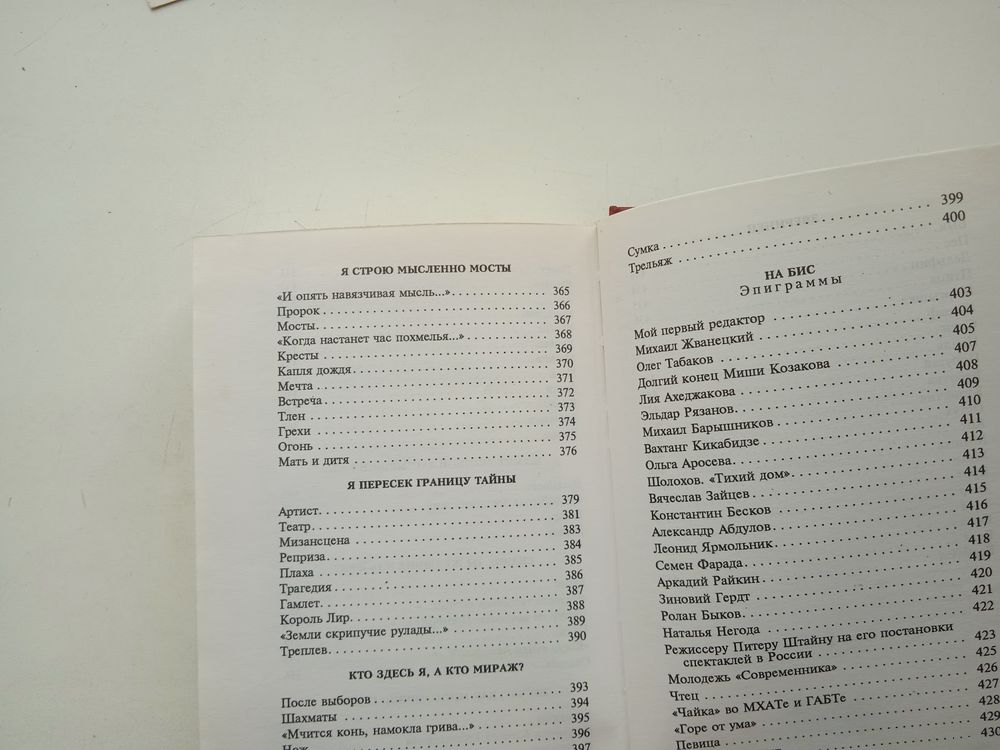 Я СТРОЮ МЫСЛЕННО МОСТЫ
«И опять навязчивая мысль...» 365
Пророк 366
Мосты 367
«Когда настанет час похмелья...» 368
Кресты 369
Капля дождя 370
Мечта 371
Встреча 372
Тлен 373
Грехи 374
Огонь 375
Мать и дитя 376
Я ПЕРЕСЕК ГРАНИЦУ ТАЙНЫ
Артист 379
Театр 381
Мизансцена 383
Реприза 384
Плаха 385
Трагедия 386
Гамлет 387
Король Лир 388
«Земли скрипучие рулады...» 389
Треплев 390
КТО ЗДЕСЬ Я, А КТО МИРАЖ?
После выборов 393
Шахматы 394
«Мчится конь, намокла грива...» 395
Нож 396
397
Сумка 399
Трельяж 400
НА БИС
Эпиграммы
Мой первый редактор 403
Михаил Жванецкий 404
Олег Табаков 405
Долгий конец Миши Козакова 407
Лия Ахеджакова 408
Эльдар Рязанов 409
Михаил Барышников 410
Вахтанг Кикабидзе 411
Ольга Аросева 412
Шолохов. «Тихий дом» 413
Вячеслав Зайцев 414
Константин Бесков 415
Александр Абдулов 416
Леонид Ярмольник 417
Семен Фарада 418
Аркадий Райкин 419
Зиновий Гердт 420
Ролан Быков 421
Наталья Негода 422
Режиссеру Питеру Штайну на его постановки
спектаклей в России 423
Молодежь «Современника» 425
Чтец 426
«Чайка» во МХАТе и ГАБТе 427
«Горе от ума» 428
Певица 429
430